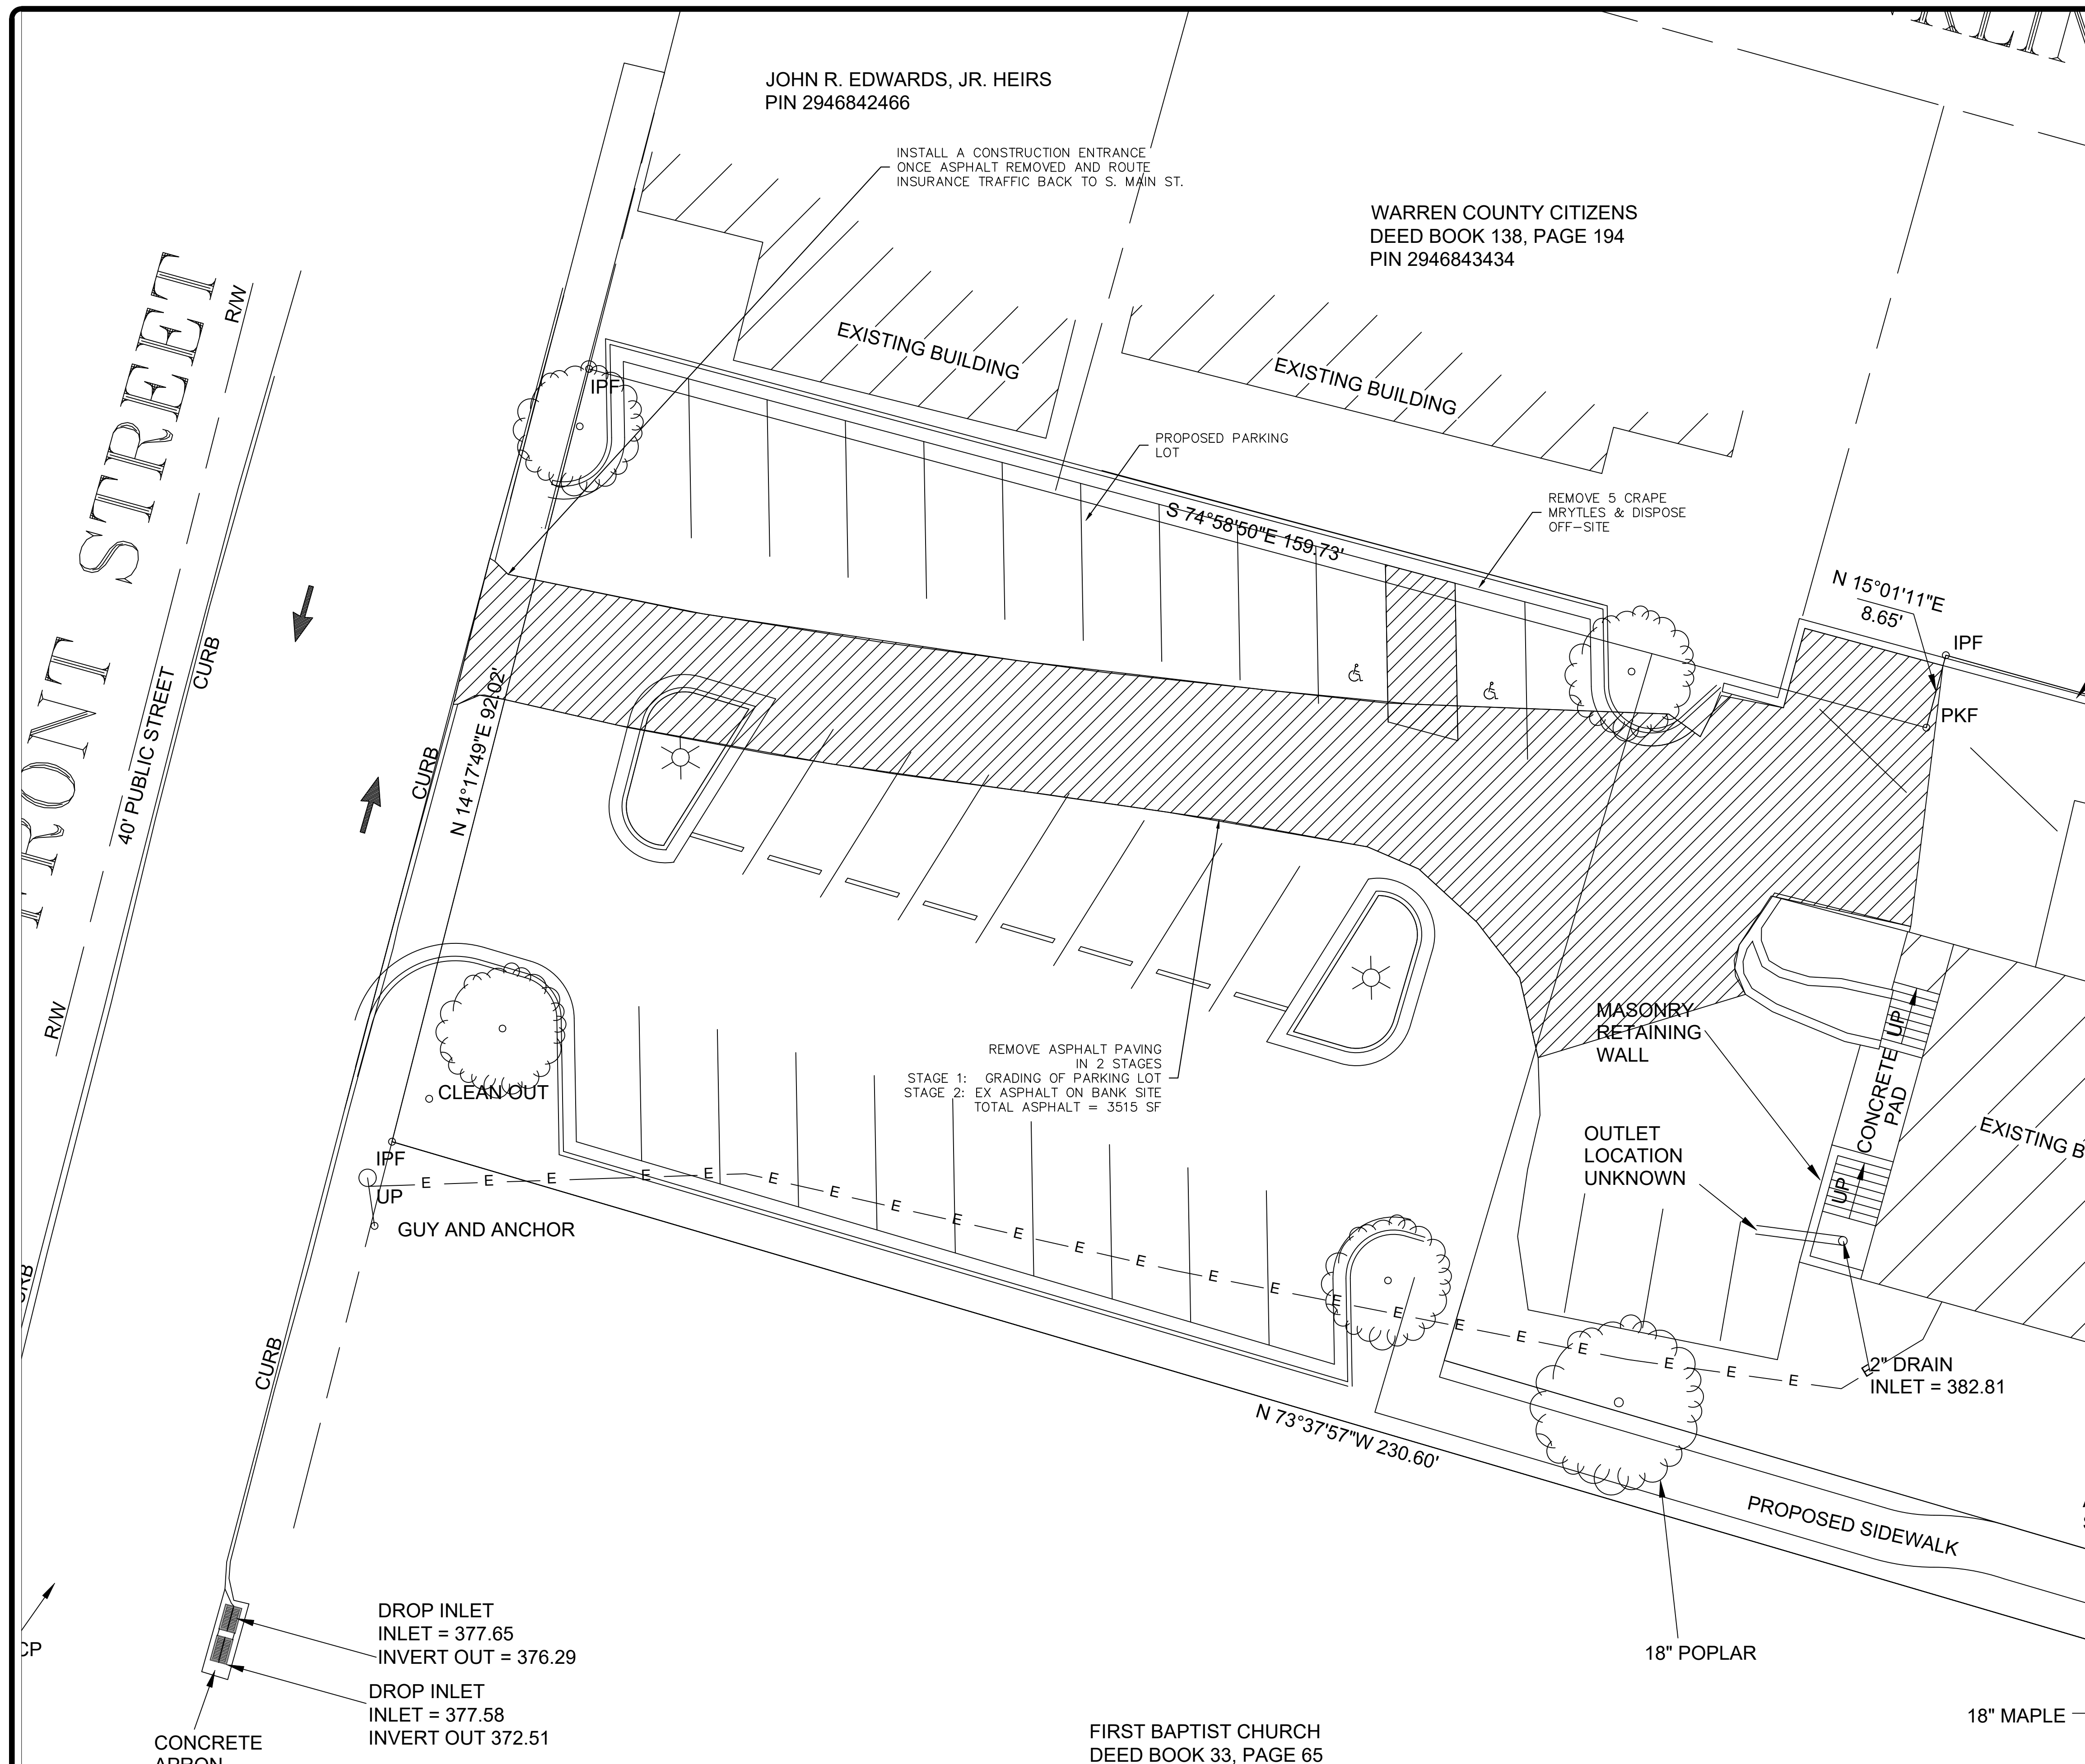 JOHN R. EDWARDS, JR. HEIRS
PIN 2946842466
INSTALL A CONSTRUCTION ENTRANCE
ONCE ASPHALT REMOVED AND ROUTE
INSURANCE TRAFFIC BACK TO S. MAIN ST.
WARREN COUNTY CITIZENS
DEED BOOK 138, PAGE 194
PIN 2946843434
R/W
FRONT STREET
EXISTING BUILDING
EXISTING BUILDING
IPF
PROPOSED PARKING
LOT
S 74°58'50"E 159.73'
REMOVE 5 CRAPE
MRYTLES & DISPOSE
OFF-SITE
N 15°01'11"E
8.65'
IPF
PKF
CURB
40' PUBLIC STREET
CURB
N 14°17'49"E 92.02'
R/W
MASONRY
RETAINING
WALL
UP
CONCRETE
PAD
REMOVE ASPHALT PAVING
IN 2 STAGES
STAGE 1: GRADING OF PARKING LOT
STAGE 2: EX ASPHALT ON BANK SITE
TOTAL ASPHALT = 3515 SF
CLEAN OUT
OUTLET
LOCATION
UNKNOWN
EXISTING B
IPF
UP
E E E E E E E E E E E E E E E E E E E E E E E
UP
GUY AND ANCHOR
CURB
2" DRAIN
INLET = 382.81
N 73°37'57"W 230.60'
PROPOSED SIDEWALK
DROP INLET
INLET = 377.65
INVERT OUT = 376.29
CP
18" POPLAR
DROP INLET
INLET = 377.58
INVERT OUT 372.51
18" MAPLE
CONCRETE
APRON
FIRST BAPTIST CHURCH
DEED BOOK 33, PAGE 65